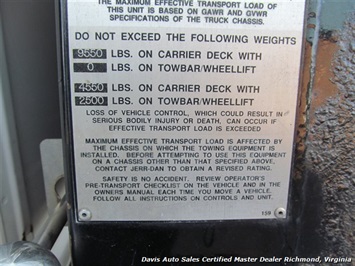 THE MAXIMUM EFFECTIVE TRANSPORT LOAD OF
THIS UNIT IS BASED ON GAWR AND GVWR
SPECIFICATIONS OF THE TRUCK CHASSIS.
DO NOT EXCEED THE FOLLOWING WEIGHTS
9550 LBS. ON CARRIER DECK WITH
0 LBS. ON TOWBAR/WHEELLIFT
4550 LBS. ON CARRIER DECK WITH
2500 LBS. ON TOWBAR/WHEELLIFT
LOSS OF VEHICLE CONTROL, WHICH COULD RESULT IN
SERIOUS BODILY INJURY OR DEATH, CAN OCCUR IF
EFFECTIVE TRANSPORT LOAD IS EXCEEDED
MAXIMUM EFFECTIVE TRANSPORT LOAD IS AFFECTED BY
THE CHASSIS ON WHICH THE TOWING EQUIPMENT IS
INSTALLED. BEFORE ATTEMPTING TO USE THIS EQUIPMENT
ON A CHASSIS OTHER THAN THAT SPECIFIED ABOVE,
CONTACT JERR-DAN TO OBTAIN A REVISED RATING.
SAFETY IS NO ACCIDENT. REVIEW OPERATOR'S
PRE-TRANSPORT CHECKLIST ON THE VEHICLE AND IN THE
OWNERS MANUAL EACH TIME YOU MOVE A VEHICLE.
FOLLOW ALL INSTRUCTIONS ON CONTROLS AND UNIT.
Davis Auto Sales Certified Master Dealer Richmond, Virginia